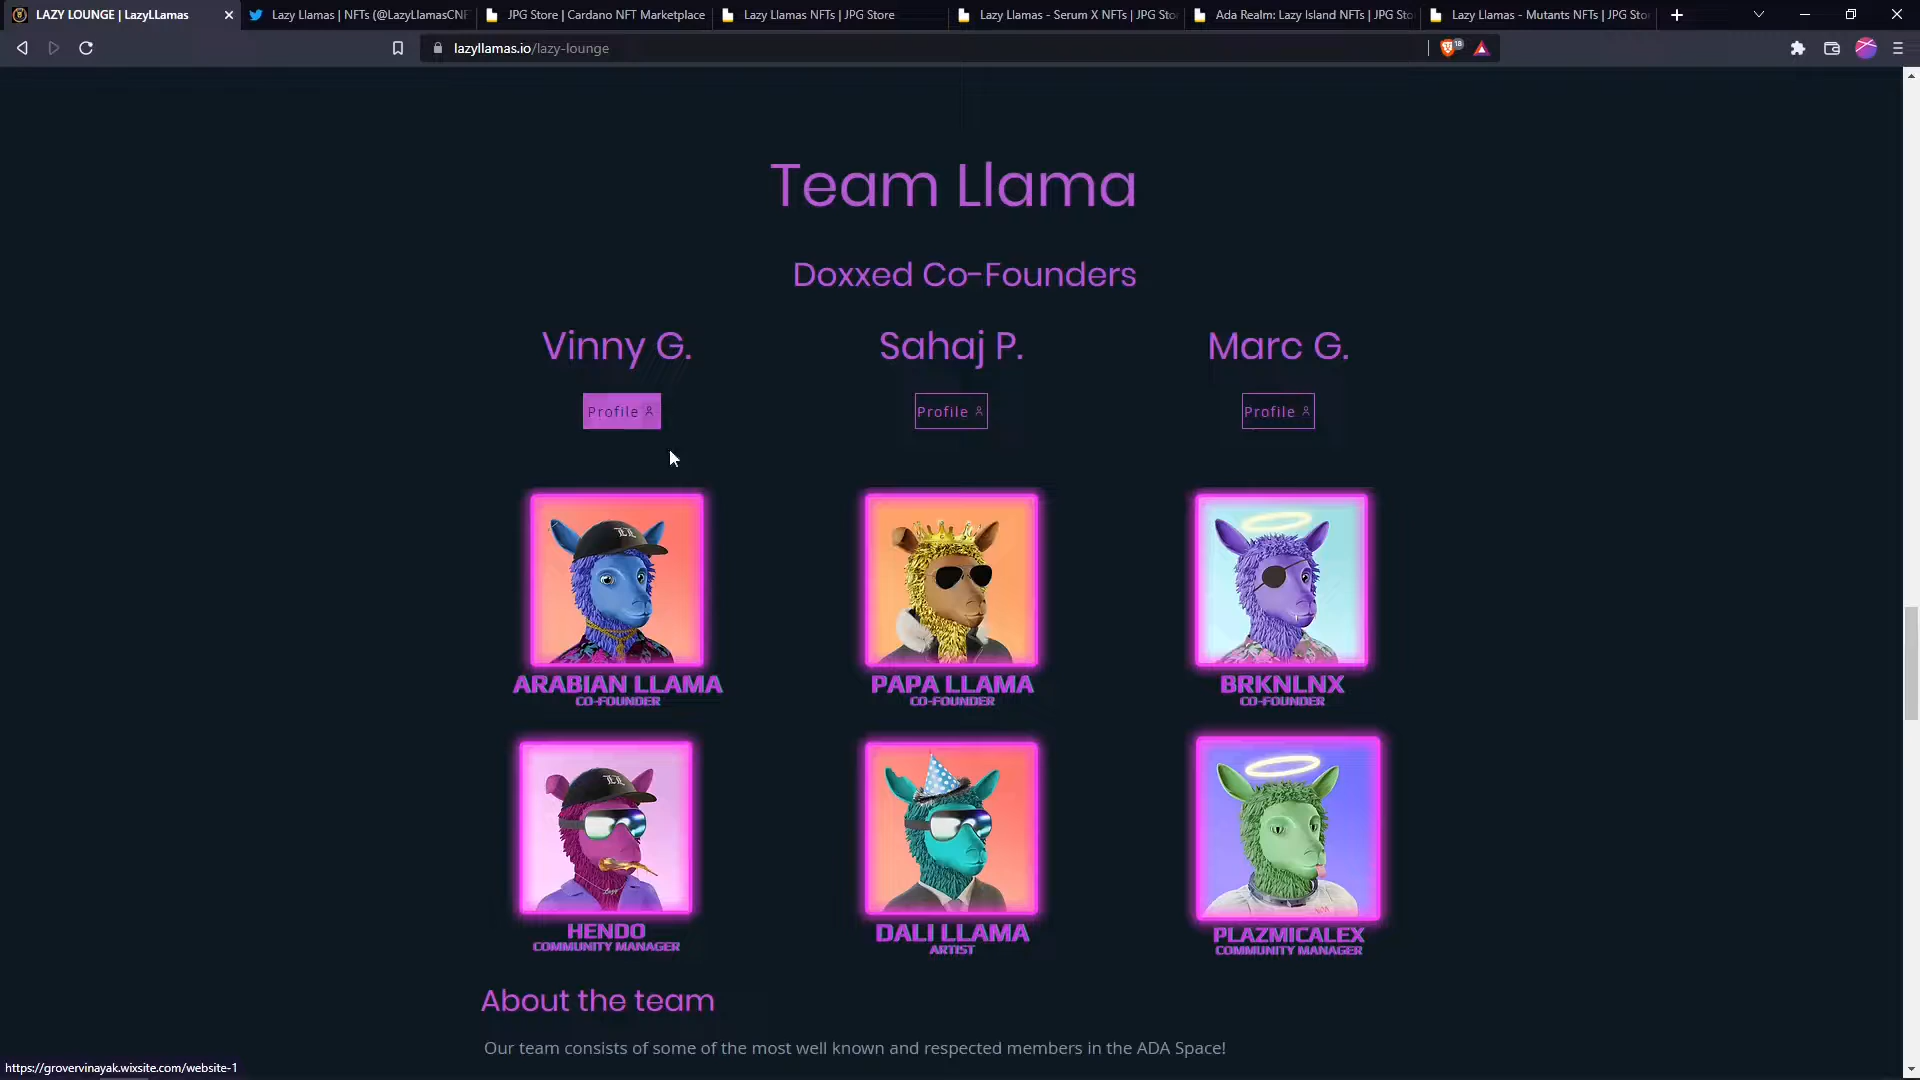 LAZY LOUNGE | LazyLLamas
Lazy Llamas | NFTs (@LazyLlamasCNF
JPG Store | Cardano NFT Marketplace
Lazy Llamas NFTs | JPG Store
Lazy Llamas - Serum X NFTs | JPG Sto
Ada Realm: Lazy Island NFTs | JPG Sto
Lazy Llamas - Mutants NFTs | JPG Stor
lazyllamas.io/lazy-lounge
18
Team Llama
Doxxed Co-Founders
Vinny G.
Sahaj P.
Marc G.
Profile
Profile
Profile
ARABIAN LLAMA
CO-FOUNDER
PAPA LLAMA
CO-FOUNDER
BRKNLNX
CO-FOUNDER
HENDO
COMMUNITY MANAGER
DALI LLAMA
ARTIST
PLAZMICALEX
COMMUNITY MANAGER
About the team
Our team consists of some of the most well known and respected members in the ADA Space!
https://grovervinayak.wixsite.com/website-1